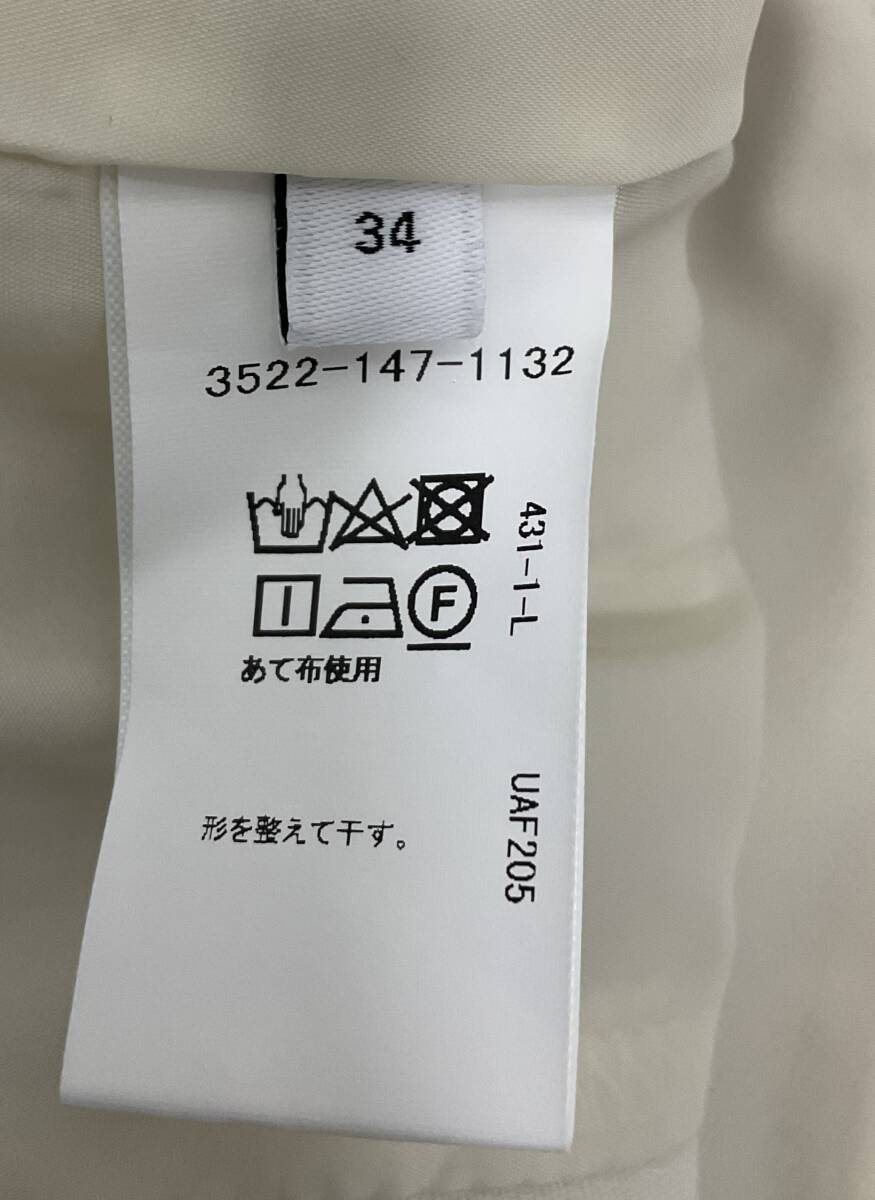 34
3522-147-1132
431-1-L
F
あて布使用
形を整えて干す。
UAF205